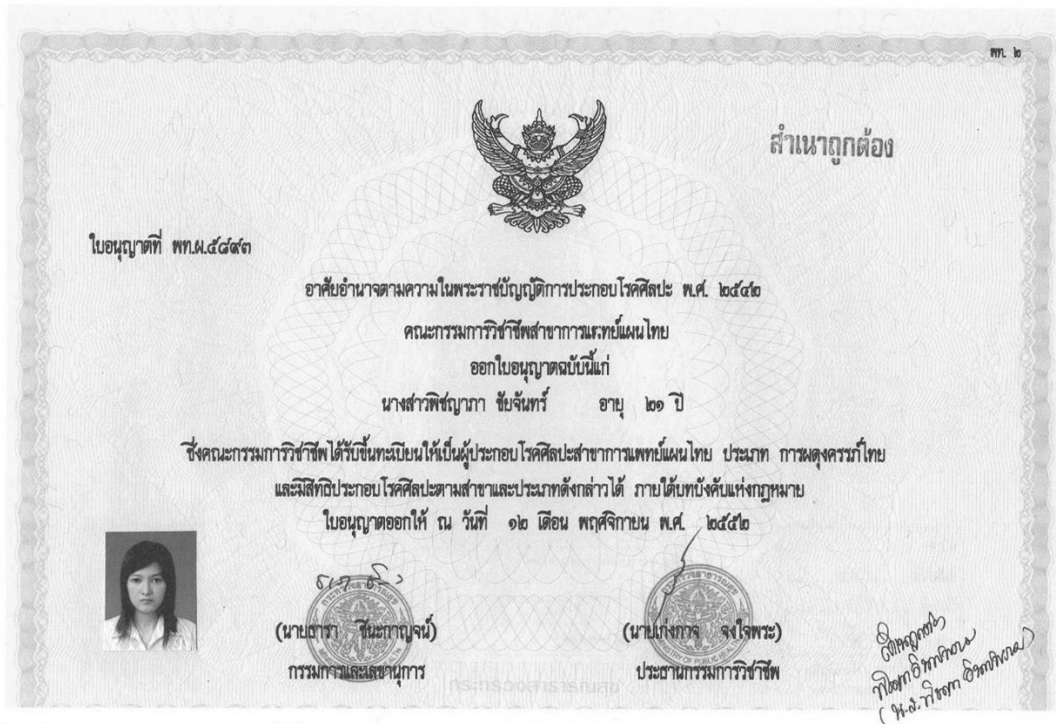 พท. ๒
สำเนาถูกต้อง
ใบอนุญาตที่ พท.ผ.๕๘๙๓
อาศัยอำนาจตามความในพระราชบัญญัติการประกอบโรคศิลปะ พ.ศ. ๒๕๔๒
คณะกรรมการวิชาชีพสาขาการแพทย์แผนไทย
ออกใบอนุญาตฉบับนี้แก่
นางสาวพิชญาภา ชัยจันทร์ อายุ ๒๑ ปี
ซึ่งคณะกรรมการวิชาชีพได้รับขึ้นทะเบียนให้เป็นผู้ประกอบโรคศิลปะสาขาการแพทย์แผนไทย ประเภท การผดุงครรภ์ไทย
และมีสิทธิประกอบโรคศิลปะตามสาขาและประเภทดังกล่าวได้ ภายใต้บทบังคับแห่งกฎหมาย
ใบอนุญาตออกให้ ณ วันที่ ๑๒ เดือน พฤศจิกายน พ.ศ. ๒๕๕๒
(นายธารา ชินะกาญจน์) (นายเก่งกาจ จงใจพระ)
กรรมการและเลขานุการ ประธานกรรมการวิชาชีพ
กระทรวงสาธารณสุข